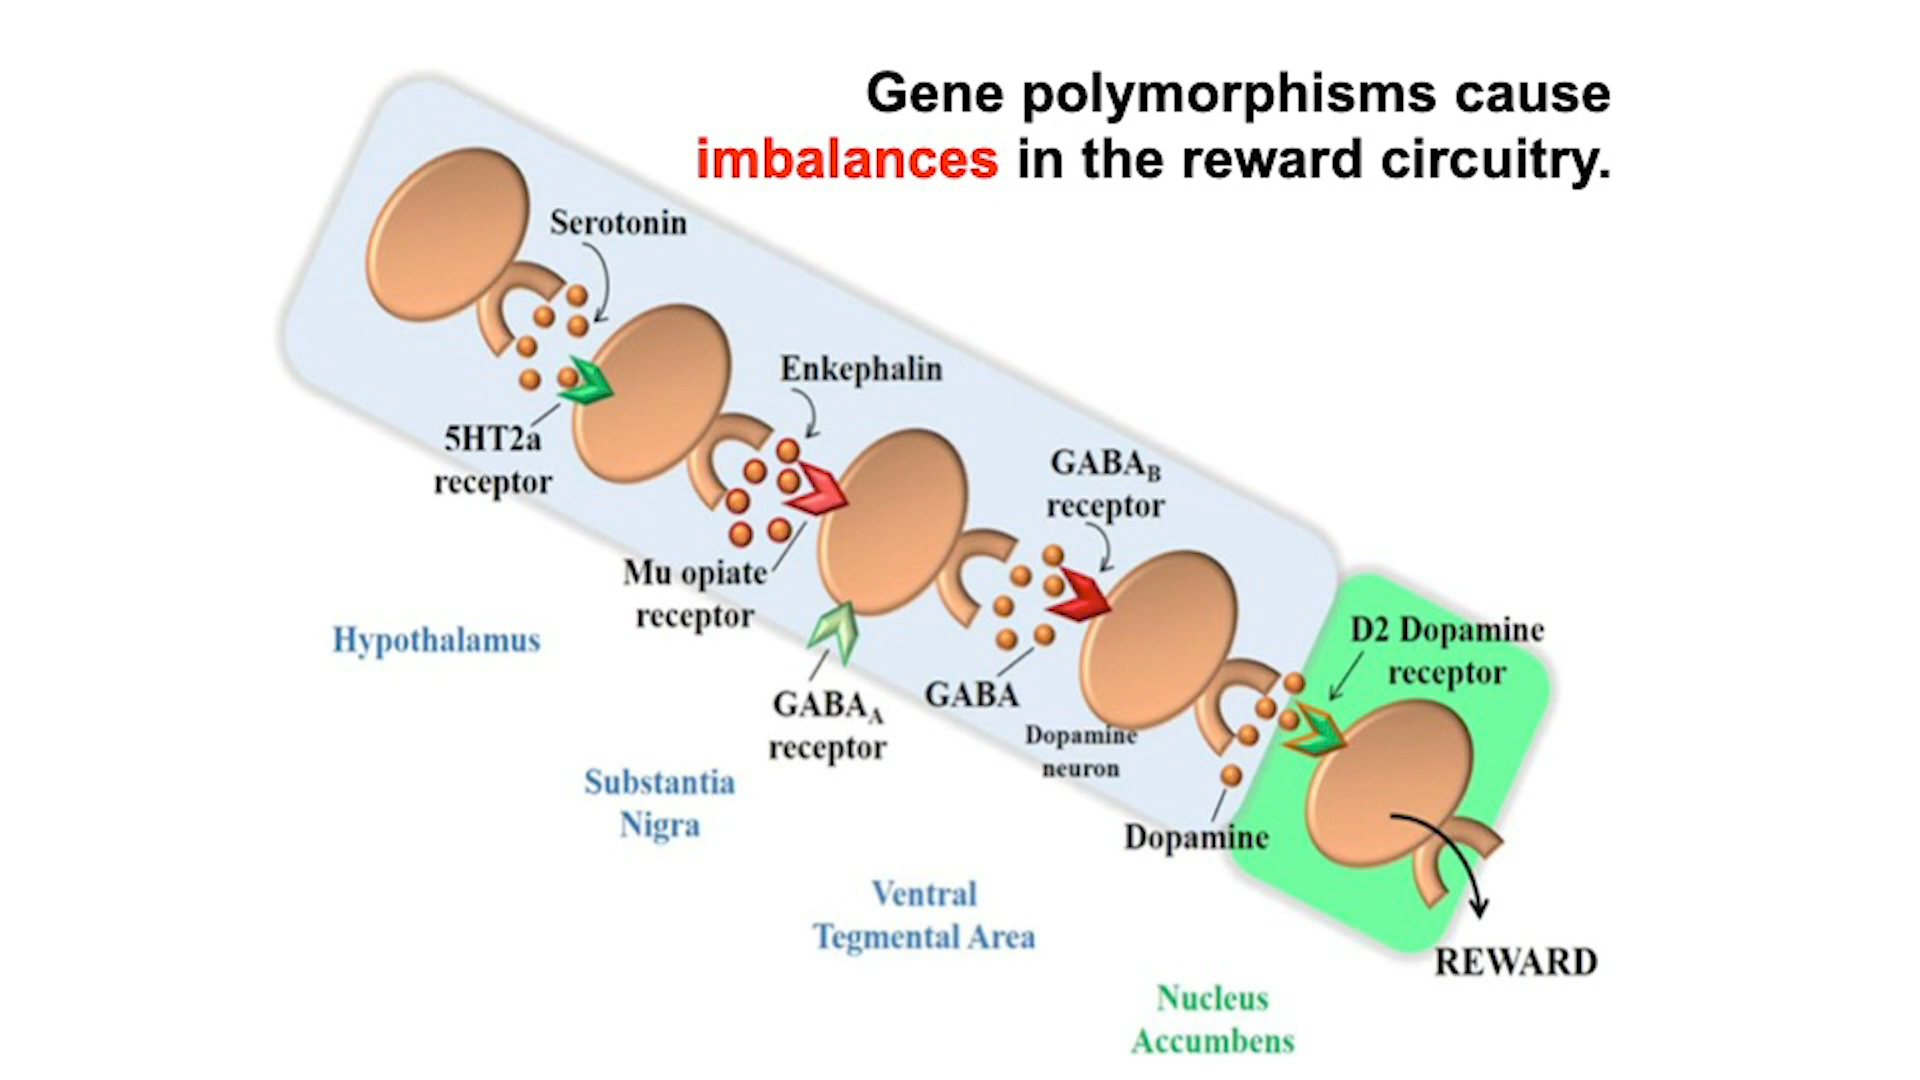 Gene polymorphisms cause
imbalances in the reward circuitry.
Serotonin
Enkephalin
5HT2a
receptor
GABAB
receptor
Mu opiate
receptor
Hypothalamus
D2 Dopamine
receptor
GABAA
receptor
GABA
Dopamine
neuron
Substantia
Nigra
Dopamine
Ventral
Tegmental Area
REWARD
Nucleus
Accumbens